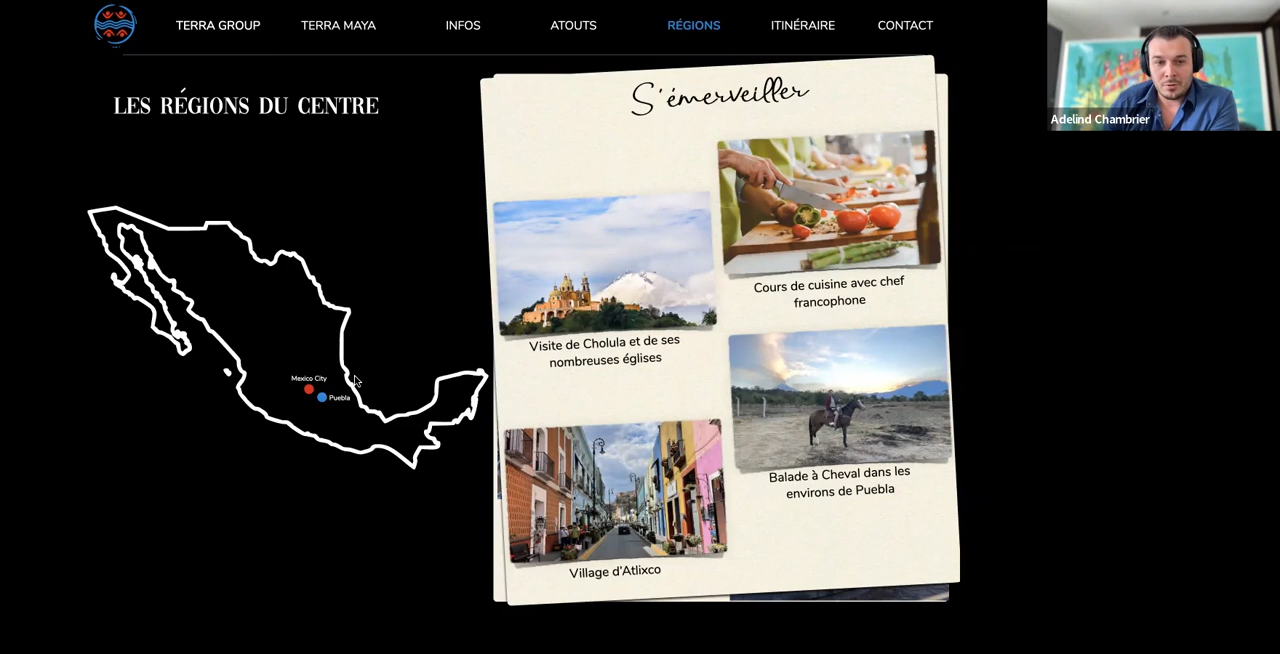 TERRA GROUP
TERRA MAYA
INFOS
ATOUTS
RÉGIONS
ITINÉRAIRE
CONTACT
Adelind Chambrier
LES RÉGIONS DU CENTRE
S'émerveiller
Cours de cuisine avec chef
francophone
Visite de Cholula et de ses
nombreuses églises
Mexico City
Puebla
Balade à Cheval dans les
environs de Puebla
Village d'Atlixco